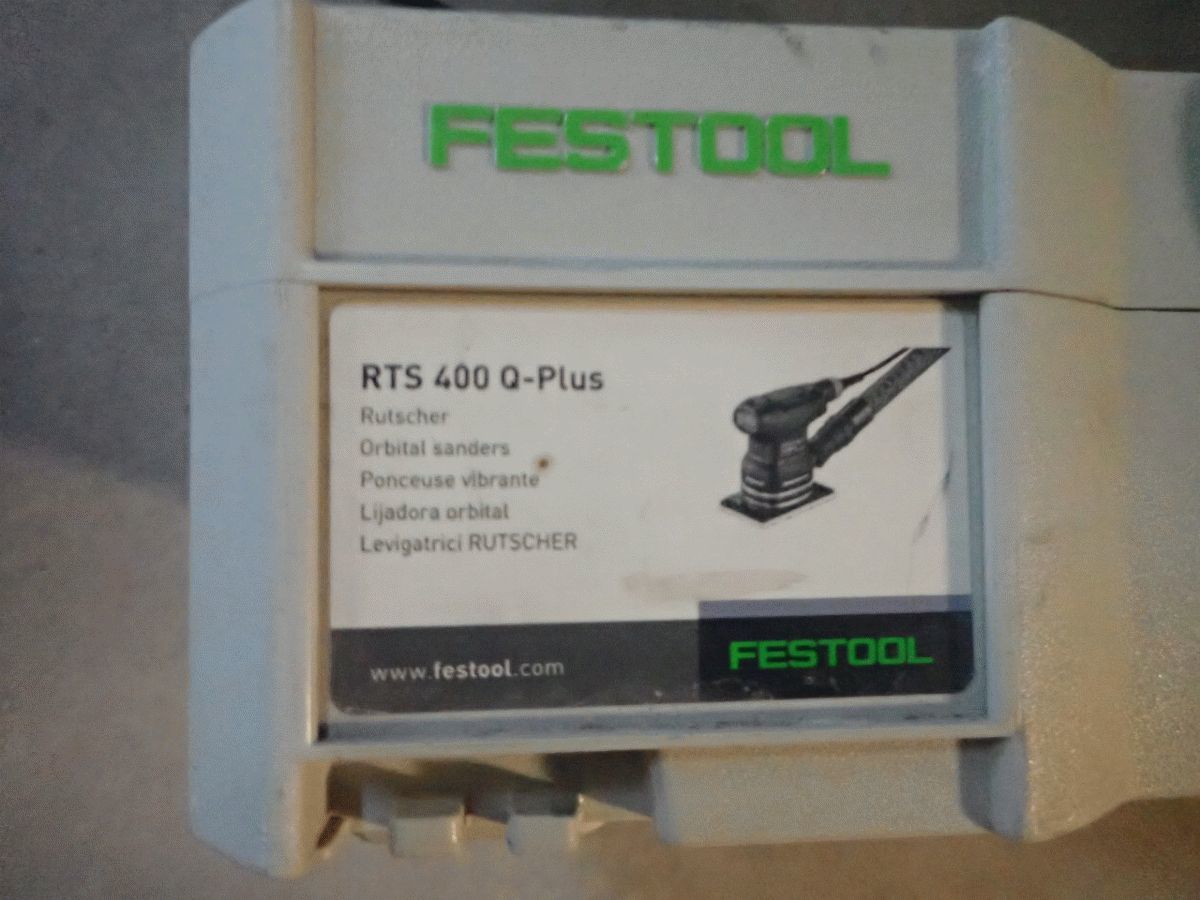 FESTOOL
RTS 400 Q-Plus
Rutscher
Orbital sanders
Ponceuse vibrante
Lijadora orbital
Levigatrici RUTSCHER
www.festool.com
FESTOOL